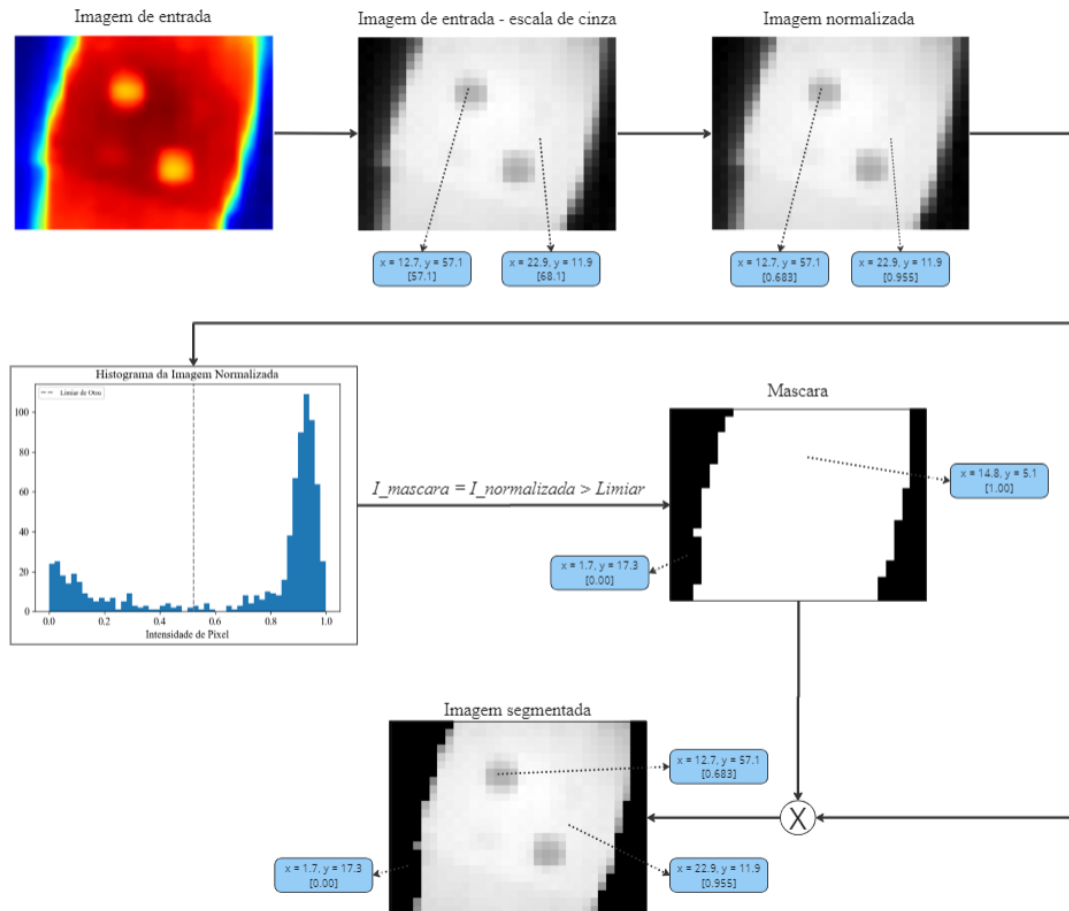 Imagem de entrada
Imagem de entrada - escala de cinza
Imagem normalizada
x = 12.7, y = 57.1
[57.1]
x = 22.9, y = 11.9
[68.1]
x = 12.7, y = 57.1
[0.683]
x = 22.9, y = 11.9
[0.955]
Histograma da Imagem Normalizada
Limiar de Otsu
100
80
60
40
20
0
0.0
0.2
0.4
0.6
0.8
1.0
Intensidade de Pixel
I_mascara = I_normalizada > Limiar
Mascara
x = 14.8, y = 5.1
[1.00]
x = 1.7, y = 17.3
[0.00]
Imagem segmentada
x = 12.7, y = 57.1
[0.683]
X
x = 1.7, y = 17.3
[0.00]
x = 22.9, y = 11.9
[0.955]